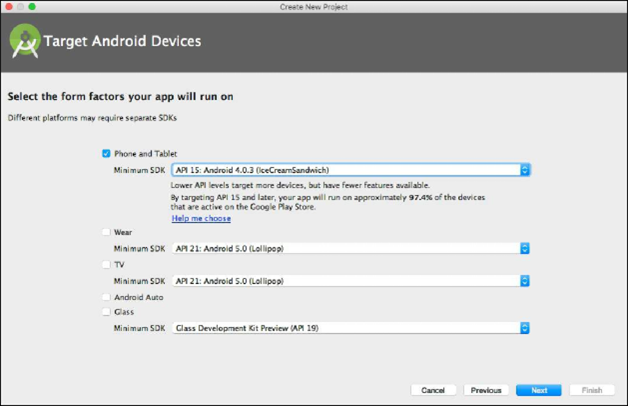 Create New Project
Target Android Devices
Select the form factors your app will run on
Different platforms may require separate SDKs
Phone and Tablet
Minimum SDK API 15: Android 4.0.3 (IceCreamSandwich)
Lower API levels target more devices, but have fewer features available.
By targeting API 15 and later, your app will run on approximately 97.4% of the devices
that are active on the Google Play Store.
Help me choose
Wear
Minimum SDK API 21: Android 5.0 (Lollipop)
TV
Minimum SDK API 21: Android 5.0 (Lollipop)
Android Auto
Glass
Minimum SDK Glass Development Kit Preview (API 19)
Cancel Previous Next Finish